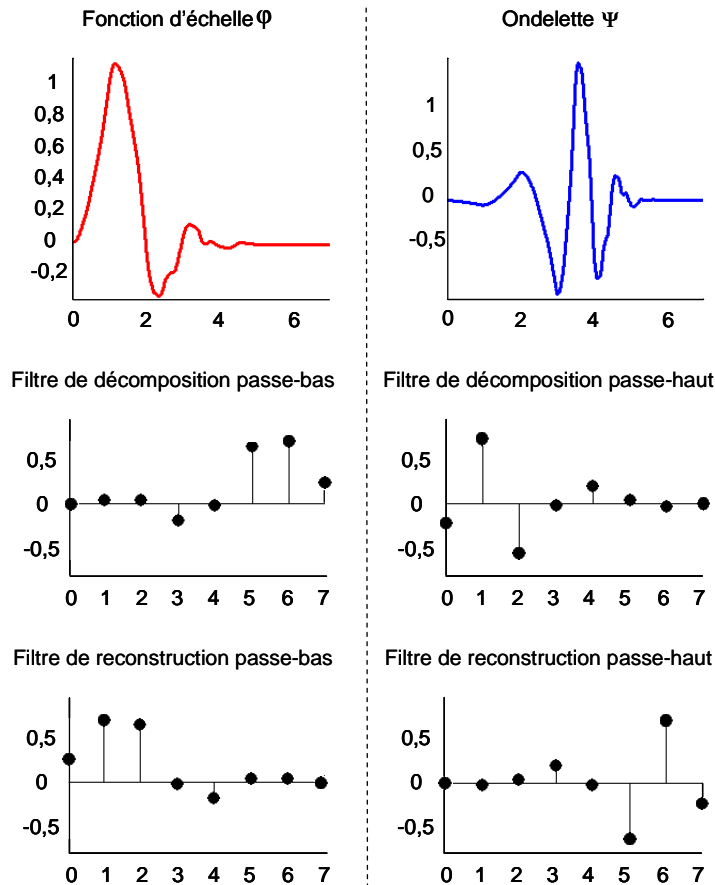 Fonction d'échelle φ
Ondelette Ψ
1
0,8
0,6
0,4
0,2
0
-0,2
0 2 4 6
1
0,5
0
-0,5
0 2 4 6
Filtre de décomposition passe-bas
Filtre de décomposition passe-haut
0,5
0
-0,5
0 1 2 3 4 5 6 7
0,5
0
-0,5
0 1 2 3 4 5 6 7
Filtre de reconstruction passe-bas
Filtre de reconstruction passe-haut
0,5
0
-0,5
0 1 2 3 4 5 6 7
0,5
0
-0,5
0 1 2 3 4 5 6 7